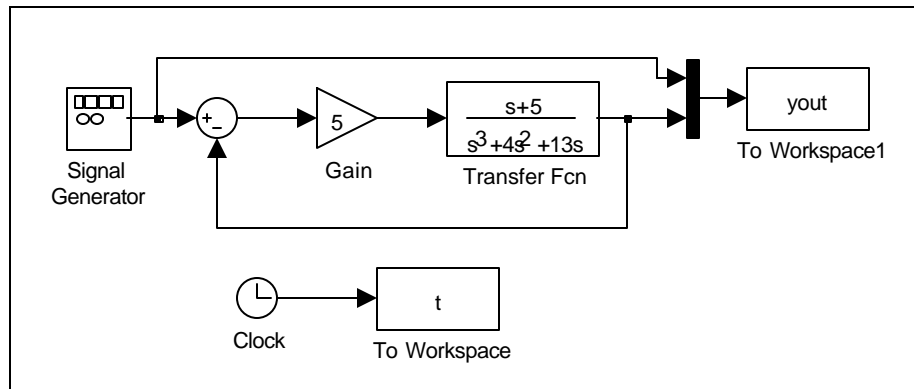 s+5
s3+4s2+13s
yout
+
−
5
t
Signal
Generator
Gain
Transfer Fcn
To Workspace1
Clock
To Workspace